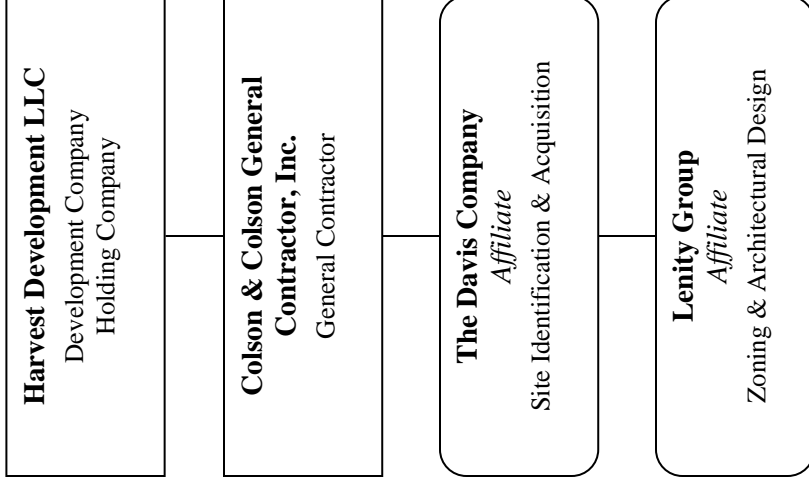 Harvest Development LLC
Development Company
Holding Company
Colson & Colson General
Contractor, Inc.
General Contractor
The Davis Company
Affiliate
Site Identification & Acquisition
Lenity Group
Affiliate
Zoning & Architectural Design